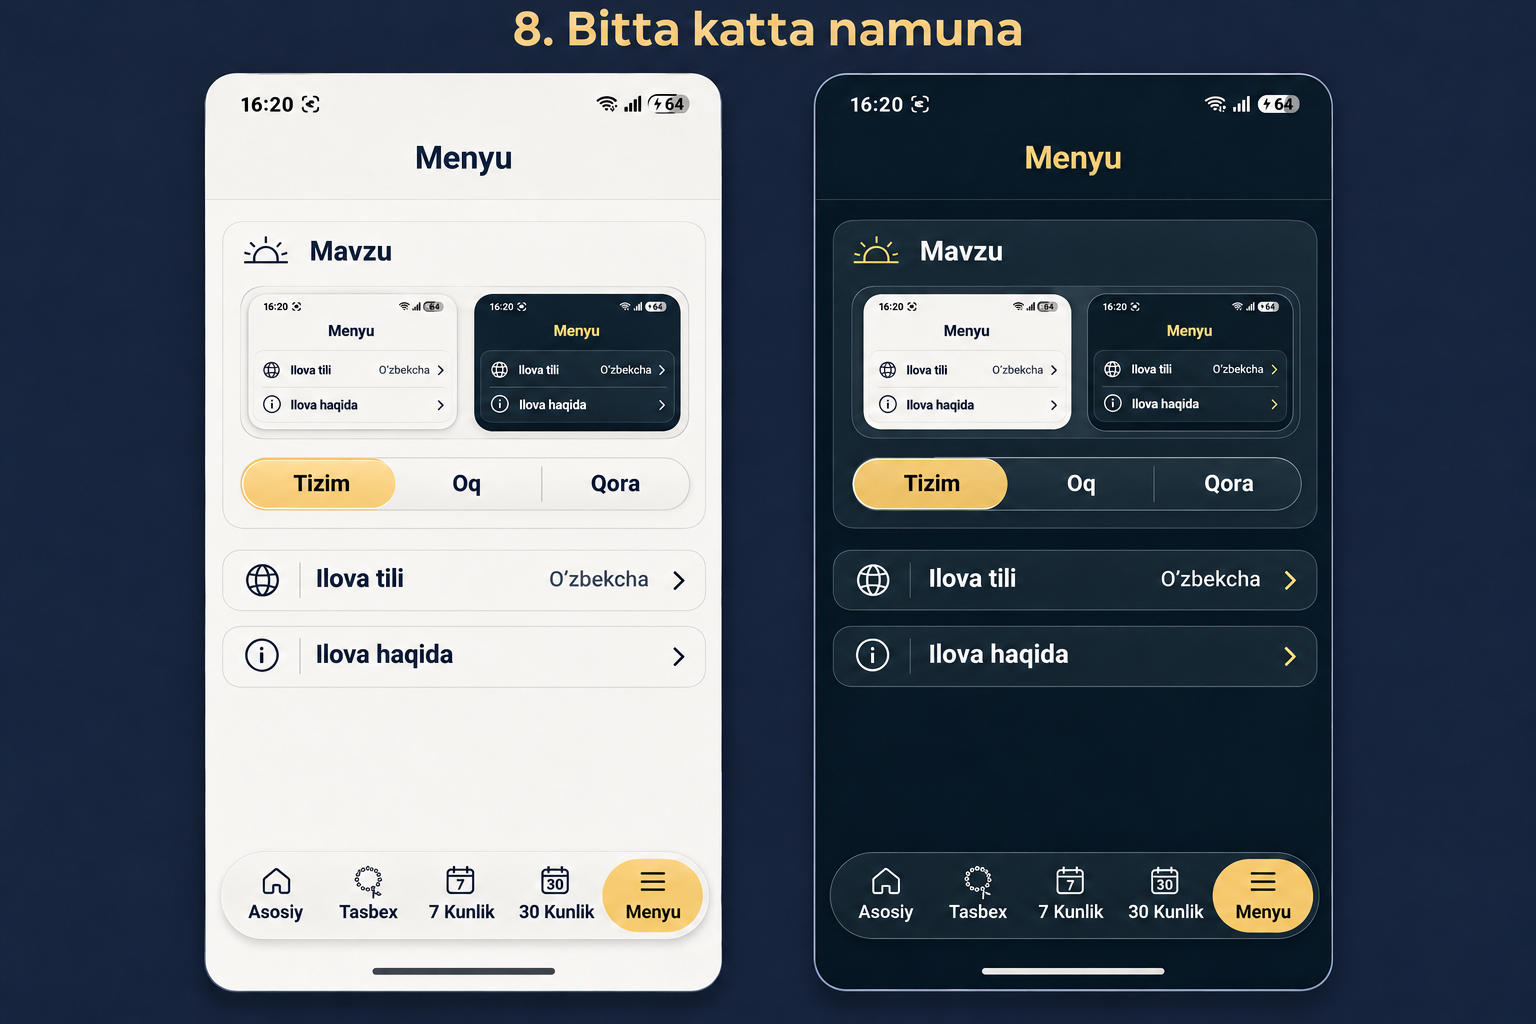 8. Bitta katta namuna
16:20 64
Menyu
Mavzu
16:20 64
Menyu
Ilova tili O‘zbekcha
Ilova haqida
16:20 64
Menyu
Ilova tili O‘zbekcha
Ilova haqida
Tizim Oq Qora
Ilova tili O‘zbekcha
Ilova haqida
7 30
Asosiy Tasbex 7 Kunlik 30 Kunlik Menyu
16:20 64
Menyu
Mavzu
16:20 64
Menyu
Ilova tili O‘zbekcha
Ilova haqida
16:20 64
Menyu
Ilova tili O‘zbekcha
Ilova haqida
Tizim Oq Qora
Ilova tili O‘zbekcha
Ilova haqida
7 30
Asosiy Tasbex 7 Kunlik 30 Kunlik Menyu